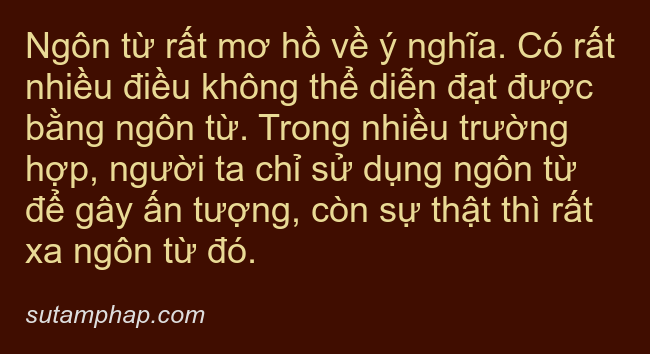 Ngôn từ rất mơ hồ về ý nghĩa. Có rất
nhiều điều không thể diễn đạt được
bằng ngôn từ. Trong nhiều trường
hợp, người ta chỉ sử dụng ngôn từ
để gây ấn tượng, còn sự thật thì rất
xa ngôn từ đó.
sutamphap.com